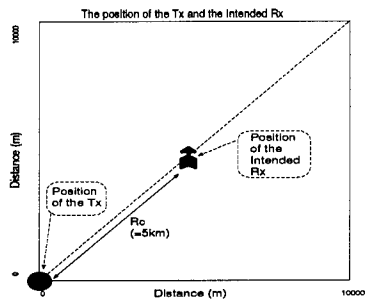 The position of the Tx and the Intended Rx
10000
Distance (m)
0
Position
of the Tx
Position
of the
Intended
Rx
Rc
(=5km)
0
Distance (m)
10000